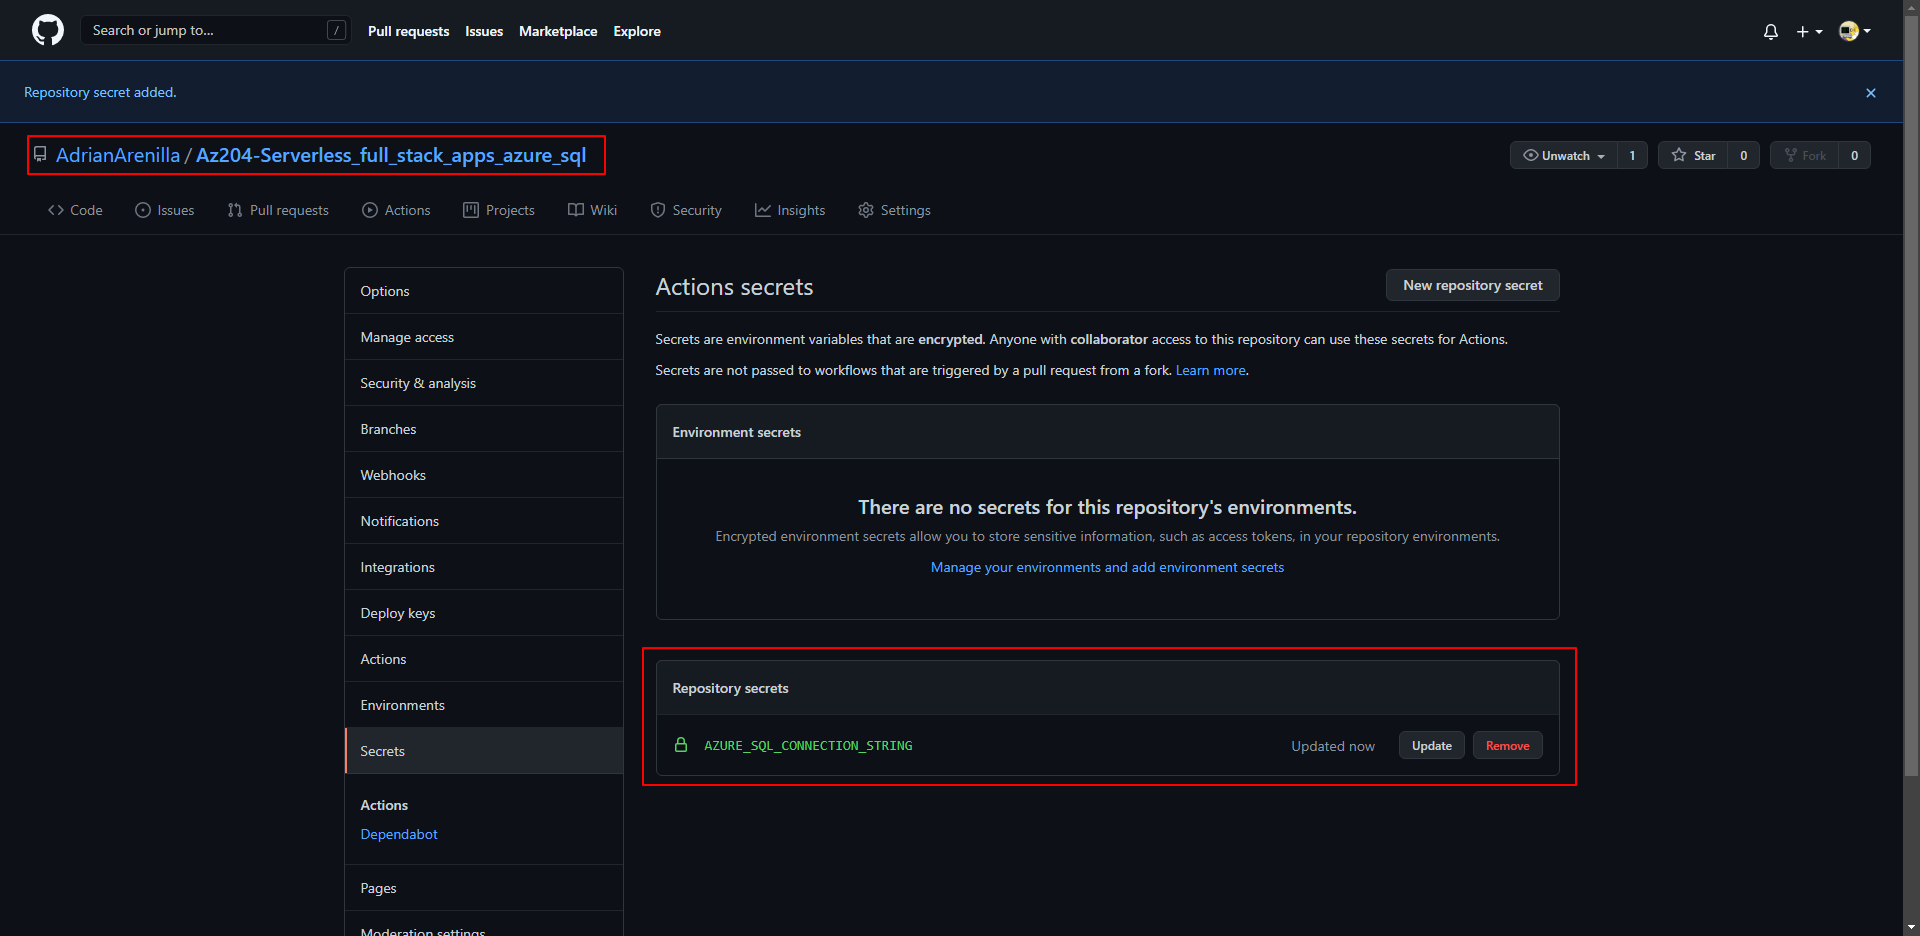 Search or jump to... /
Pull requests Issues Marketplace Explore
Repository secret added.
AdrianArenilla / Az204-Serverless_full_stack_apps_azure_sql
Unwatch 1 Star 0 Fork 0
Code Issues Pull requests Actions Projects Wiki Security Insights Settings
Options
Manage access
Security & analysis
Branches
Webhooks
Notifications
Integrations
Deploy keys
Actions
Environments
Secrets
Actions
Dependabot
Pages
Moderation settings
Actions secrets
New repository secret
Secrets are environment variables that are encrypted. Anyone with collaborator access to this repository can use these secrets for Actions.
Secrets are not passed to workflows that are triggered by a pull request from a fork. Learn more.
Environment secrets
There are no secrets for this repository's environments.
Encrypted environment secrets allow you to store sensitive information, such as access tokens, in your repository environments.
Manage your environments and add environment secrets
Repository secrets
AZURE_SQL_CONNECTION_STRING
Updated now
Update
Remove